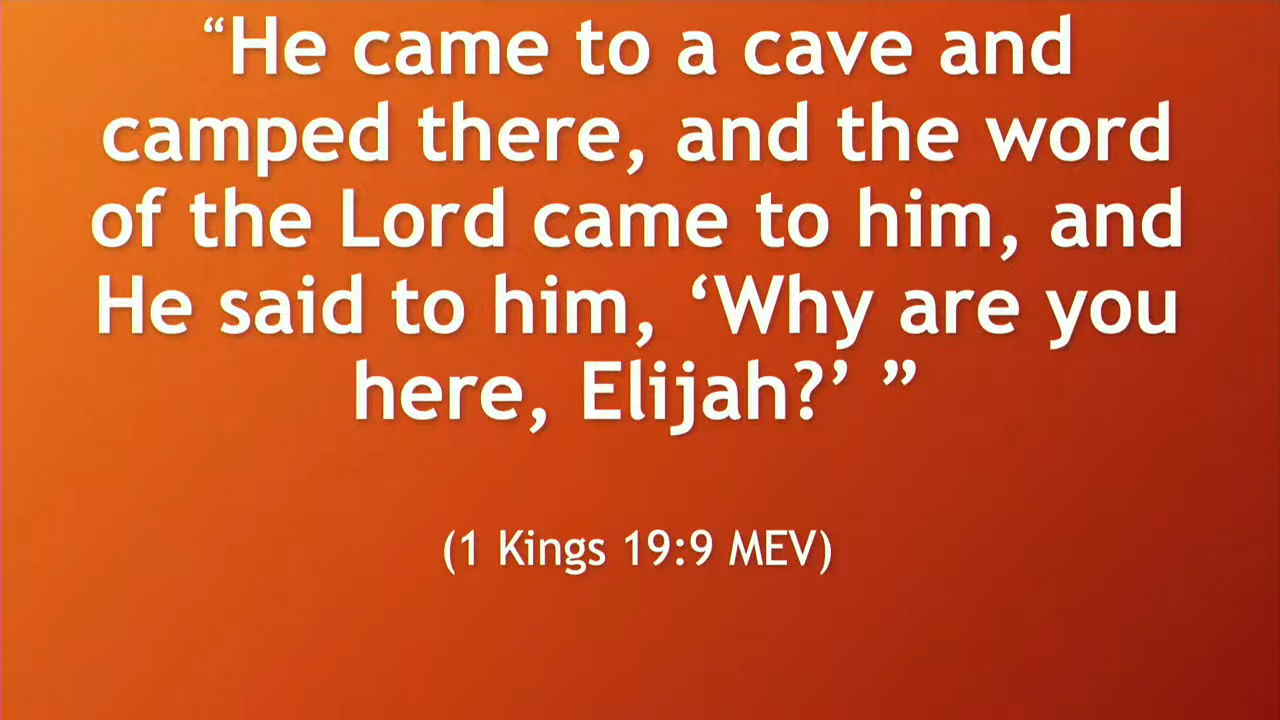 “He came to a cave and
camped there, and the word
of the Lord came to him, and
He said to him, ‘Why are you
here, Elijah?’ ”
(1 Kings 19:9 MEV)